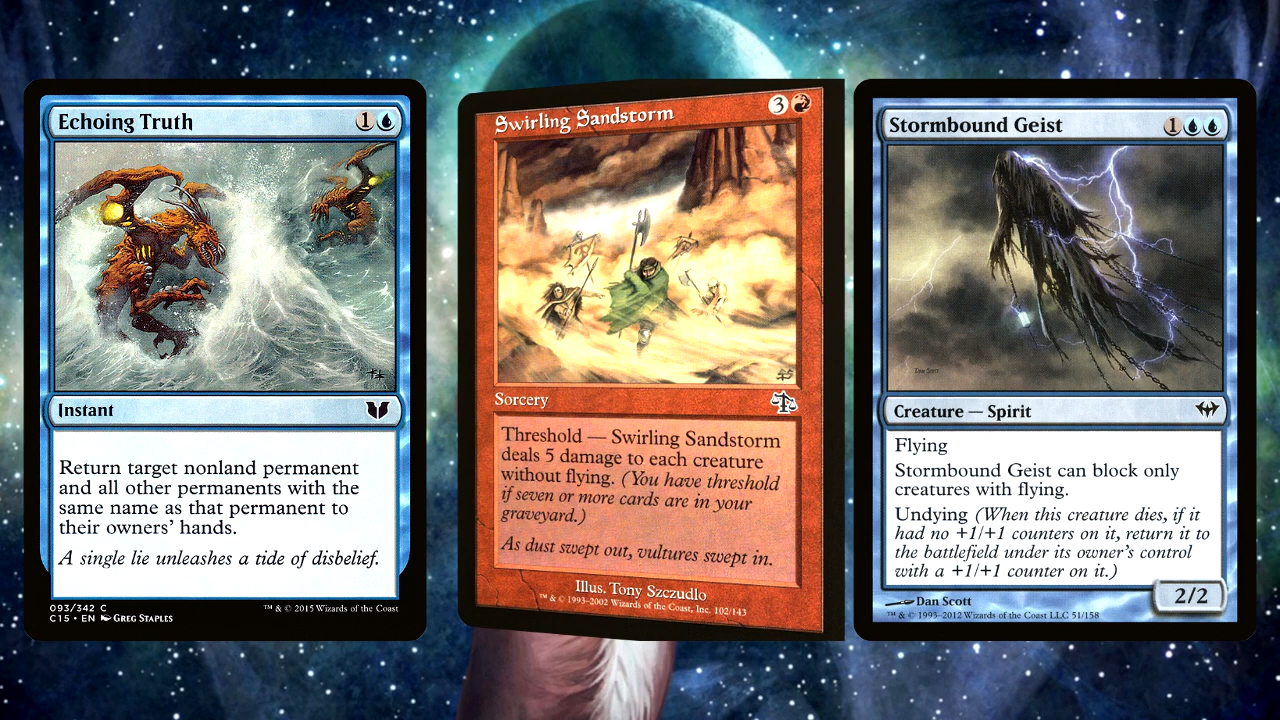 Echoing Truth 1
Instant
Return target nonland permanent
and all other permanents with the
same name as that permanent to
their owners' hands.
A single lie unleashes a tide of disbelief.
093/342 C
C15 • EN GREG STAPLES
™ & © 2015 Wizards of the Coast
Swirling Sandstorm 3
Sorcery
Threshold — Swirling Sandstorm
deals 5 damage to each creature
without flying. (You have threshold
if seven or more cards are in your
graveyard.)
As dust swept out, vultures swept in.
Illus. Tony Szczudlo
™ & © 1993–2002 Wizards of the Coast, Inc. 102/143
Stormbound Geist 1
Creature — Spirit
Flying
Stormbound Geist can block only
creatures with flying.
Undying (When this creature dies, if it
had no +1/+1 counters on it, return it to
the battlefield under its owner's control
with a +1/+1 counter on it.)
2/2
Dan Scott
™ & © 1993–2012 Wizards of the Coast LLC 51/158